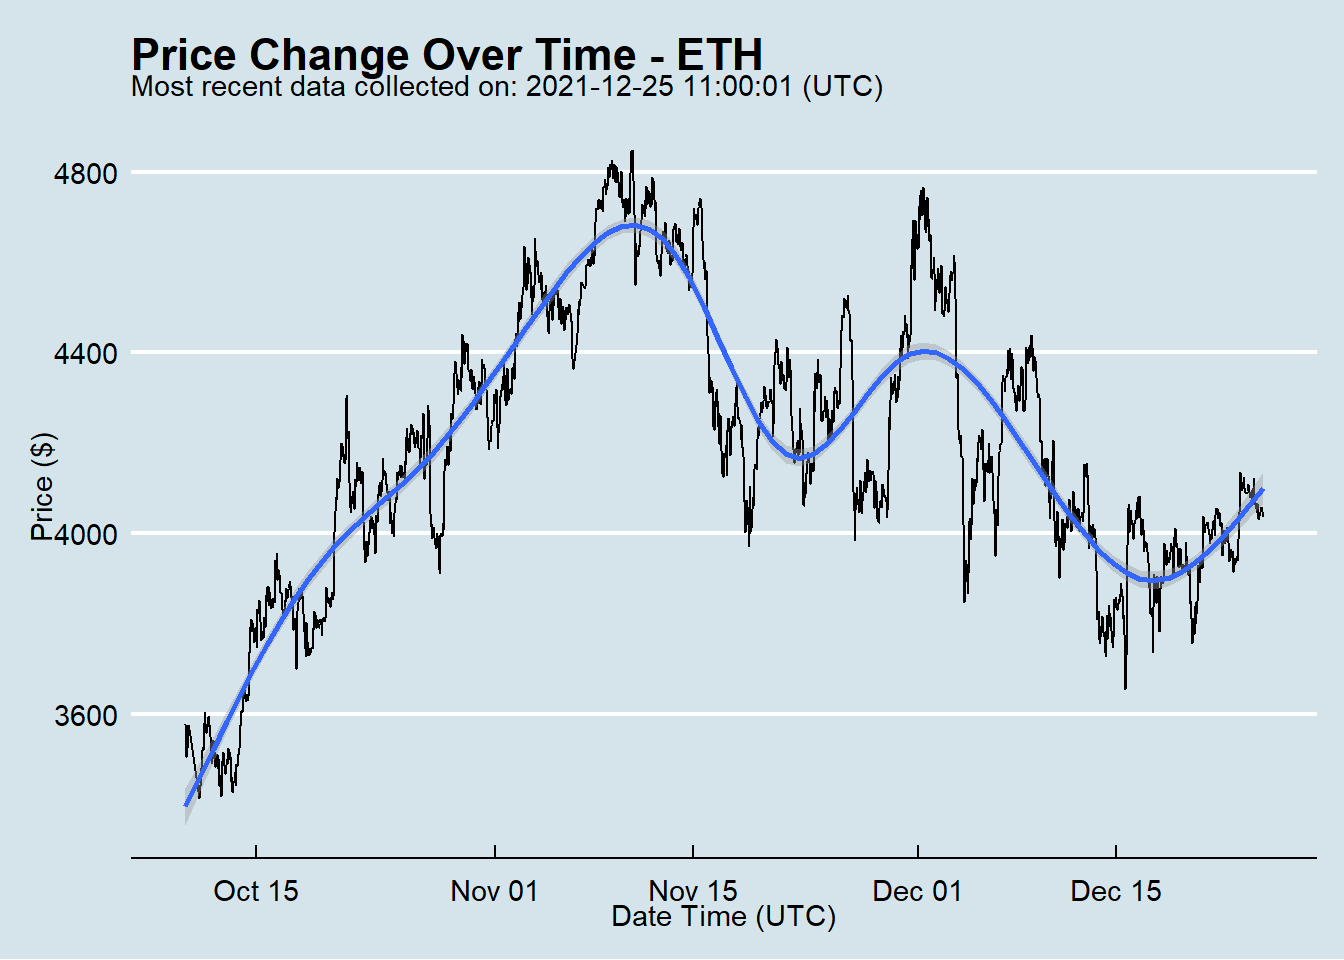 Price Change Over Time - ETH
Most recent data collected on: 2021-12-25 11:00:01 (UTC)
4800
4400
4000
3600
Price ($)
Oct 15
Nov 01
Nov 15
Dec 01
Dec 15
Date Time (UTC)